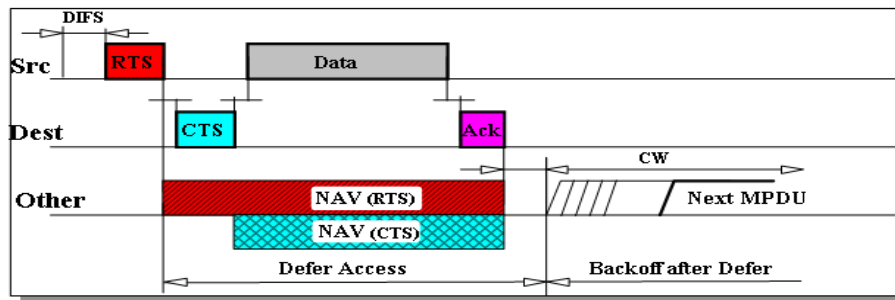 DIFS
Src
RTS
Data
Dest
CTS
Ack
CW
Other
NAV (RTS)
Next MPDU
NAV (CTS)
Defer Access
Backoff after Defer